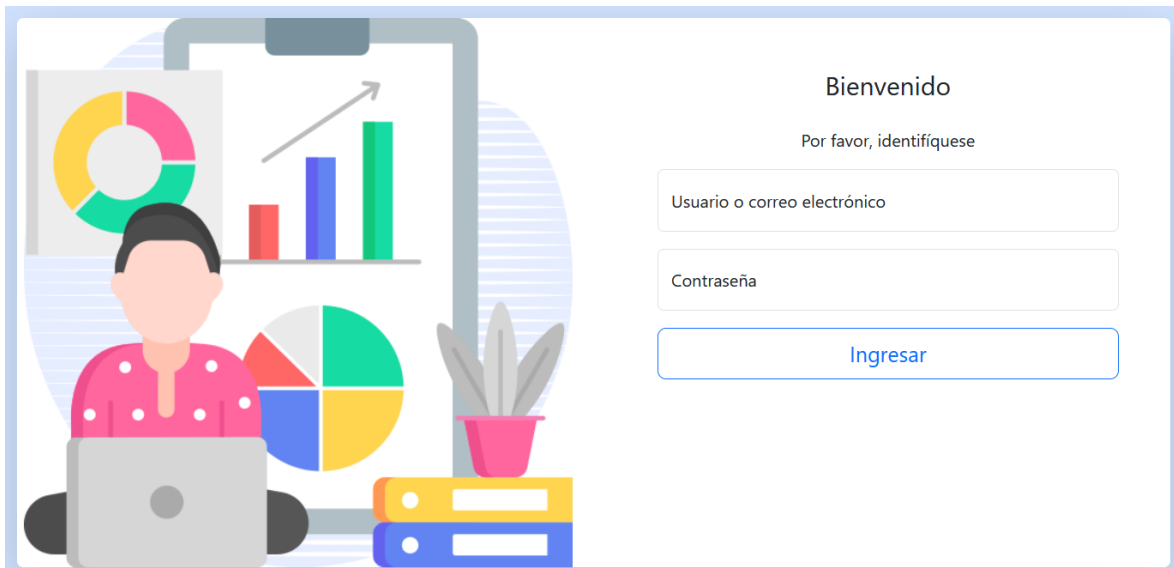 Bienvenido
Por favor, identifíquese
Usuario o correo electrónico
Contraseña
Ingresar